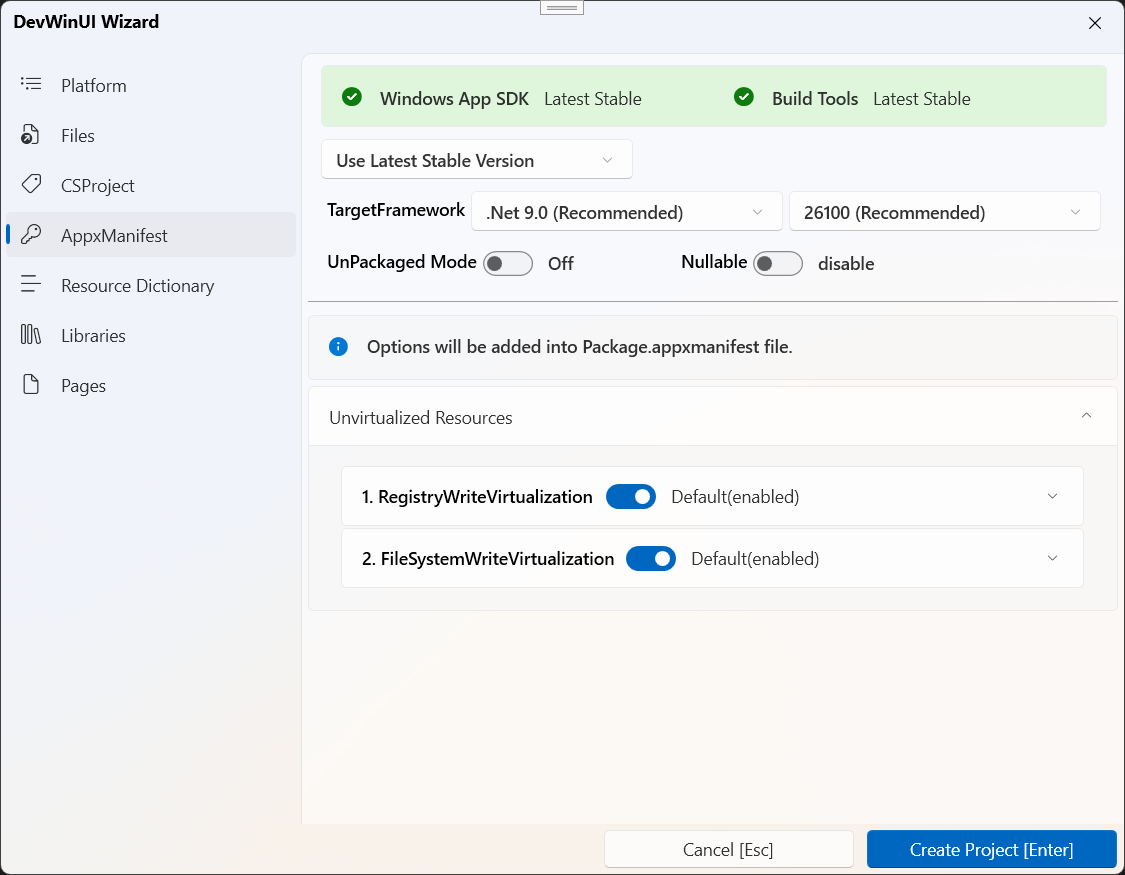 DevWinUI Wizard
Platform
Files
CSProject
AppxManifest
Resource Dictionary
Libraries
Pages
Windows App SDK Latest Stable Build Tools Latest Stable
Use Latest Stable Version
TargetFramework .Net 9.0 (Recommended) 26100 (Recommended)
UnPackaged Mode Off Nullable disable
Options will be added into Package.appxmanifest file.
Unvirtualized Resources
1. RegistryWriteVirtualization Default(enabled)
2. FileSystemWriteVirtualization Default(enabled)
Cancel [Esc] Create Project [Enter]